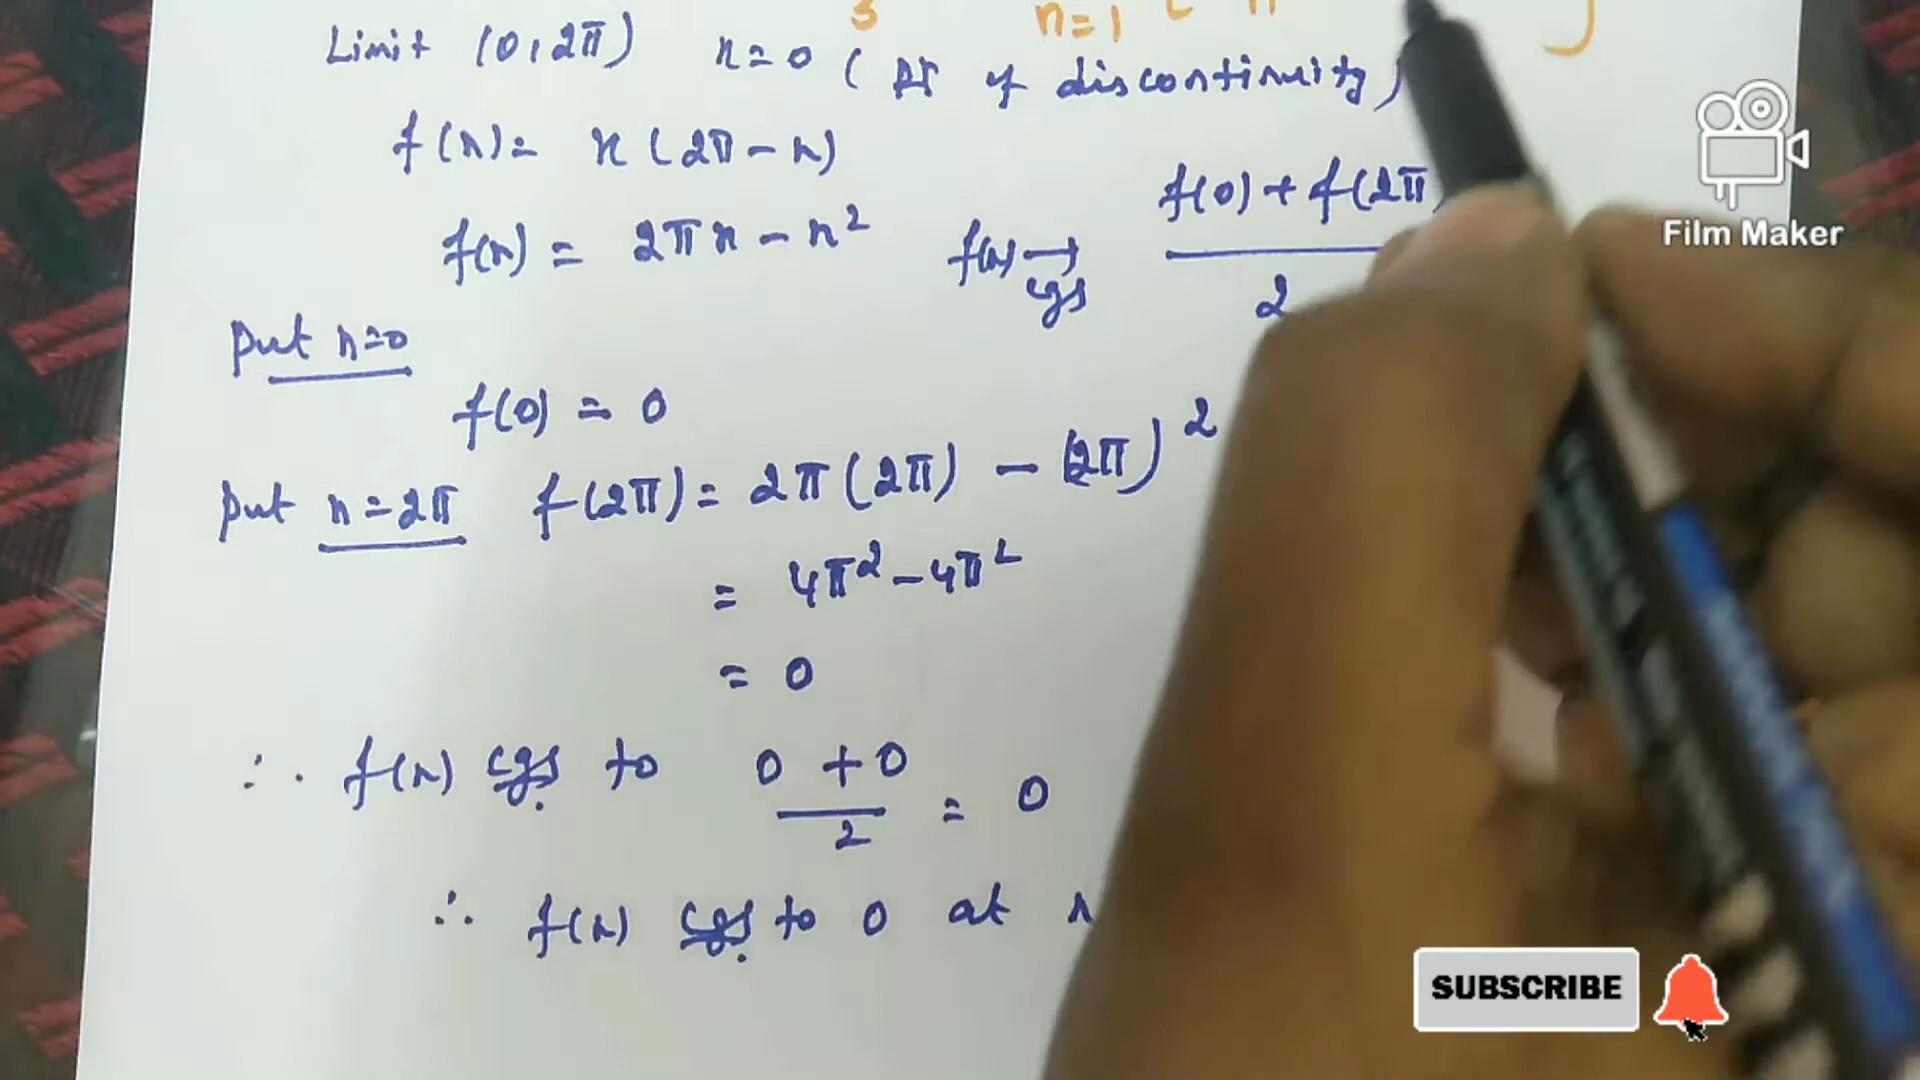 3 n=1
Limit (0,2π) x=0 ( pt of discontinuity)
f(x)= x(2π-x)
f(x) = 2πx - x² f(x) → cgs f(0)+f(2π) / 2
Put x=0
f(0) = 0
Put x=2π f(2π)= 2π(2π) - (2π)²
= 4π² - 4π²
= 0
∴ f(x) cgs to 0+0 / 2 = 0
∴ f(x) cgs to 0 at x
Film Maker
SUBSCRIBE